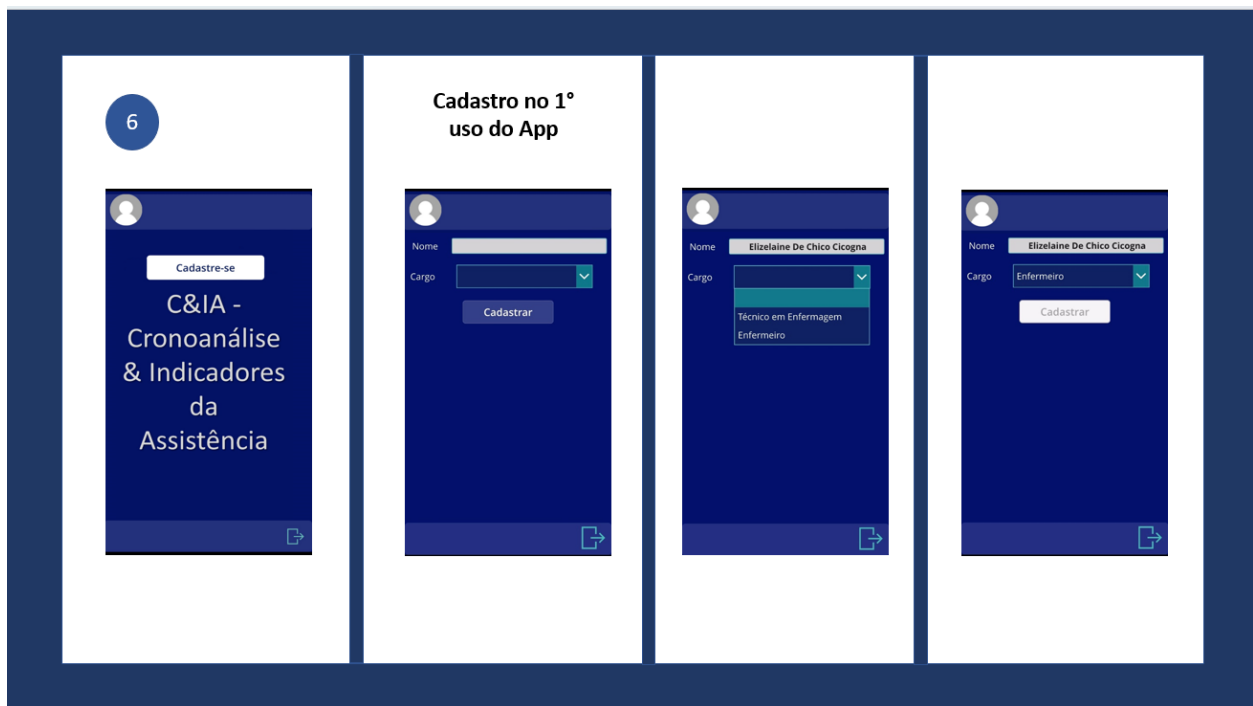 6
Cadastre-se
C&IA -
Cronoanálise
& Indicadores
da
Assistência
Cadastro no 1°
uso do App
Nome
Cargo
Cadastrar
Nome Elizelaine De Chico Cicogna
Cargo
Técnico em Enfermagem
Enfermeiro
Nome Elizelaine De Chico Cicogna
Cargo Enfermeiro
Cadastrar